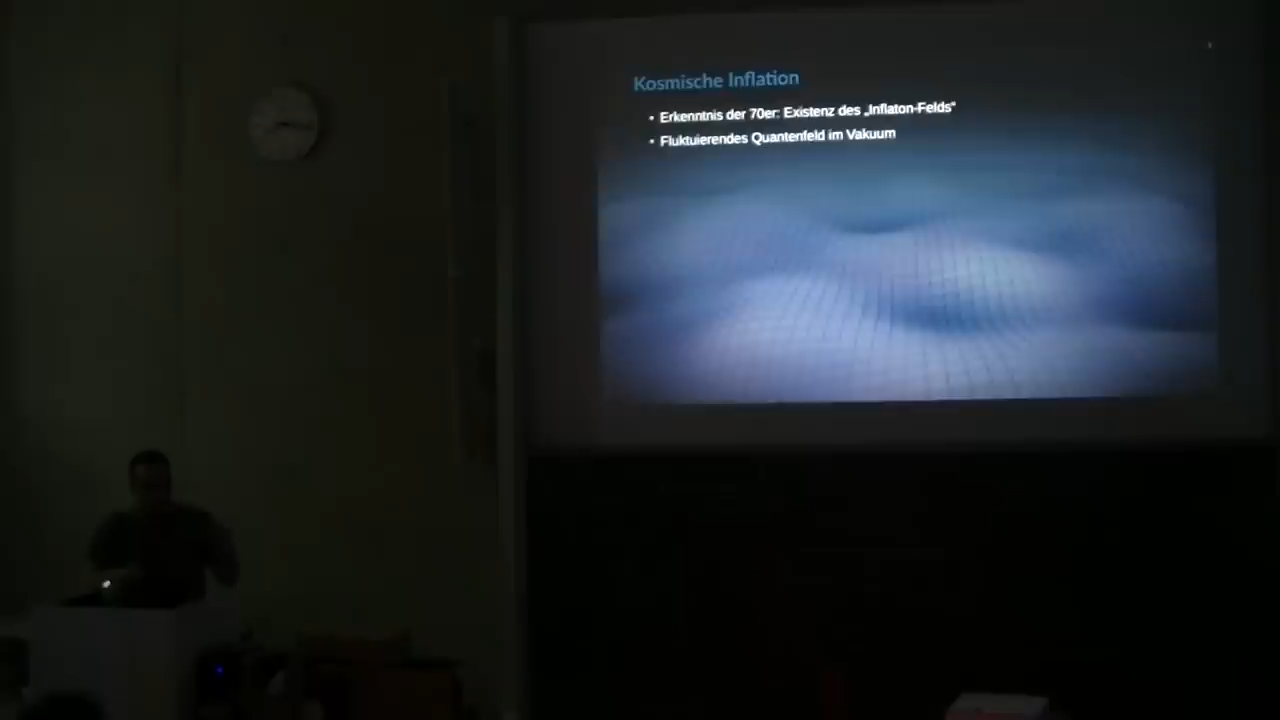 Kosmische Inflation
• Erkenntnis der 70er: Existenz des „Inflaton-Felds“
• Fluktuierendes Quantenfeld im Vakuum